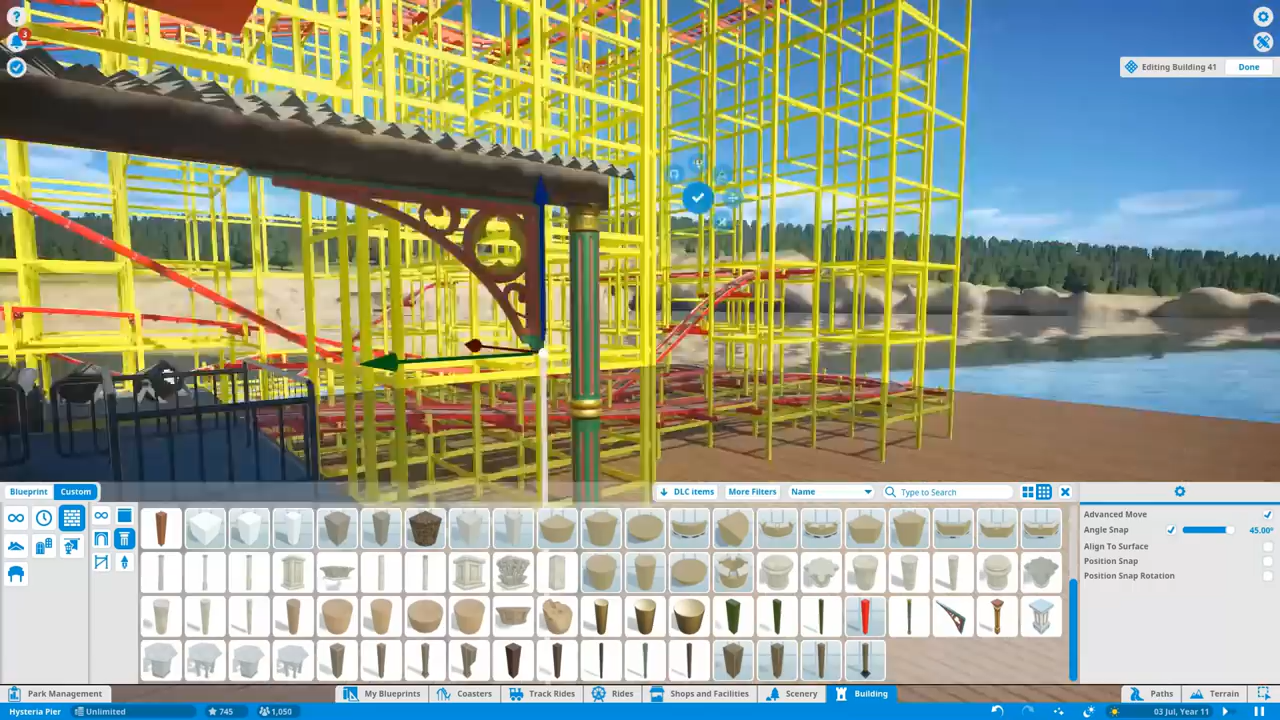 ?
3
Editing Building 41
Done
Blueprint
Custom
DLC items
More Filters
Name
Type to Search
Advanced Move
Angle Snap
45.00°
Align To Surface
Position Snap
Position Snap Rotation
Park Management
My Blueprints
Coasters
Track Rides
Rides
Shops and Facilities
Scenery
Building
Paths
Terrain
Hysteria Pier
Unlimited
745
1,050
03 Jul, Year 11